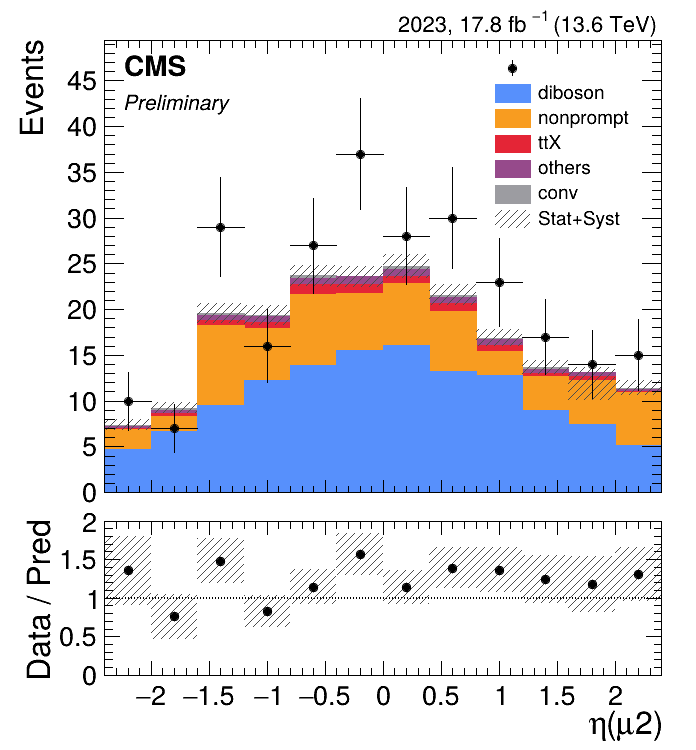 2023, 17.8 fb⁻¹ (13.6 TeV)
CMS
Preliminary
diboson
nonprompt
ttX
others
conv
Stat+Syst
Events
45
40
35
30
25
20
15
10
5
0
Data / Pred
2
1.5
1
0.5
0
−2 −1.5 −1 −0.5 0 0.5 1 1.5 2
η(μ2)